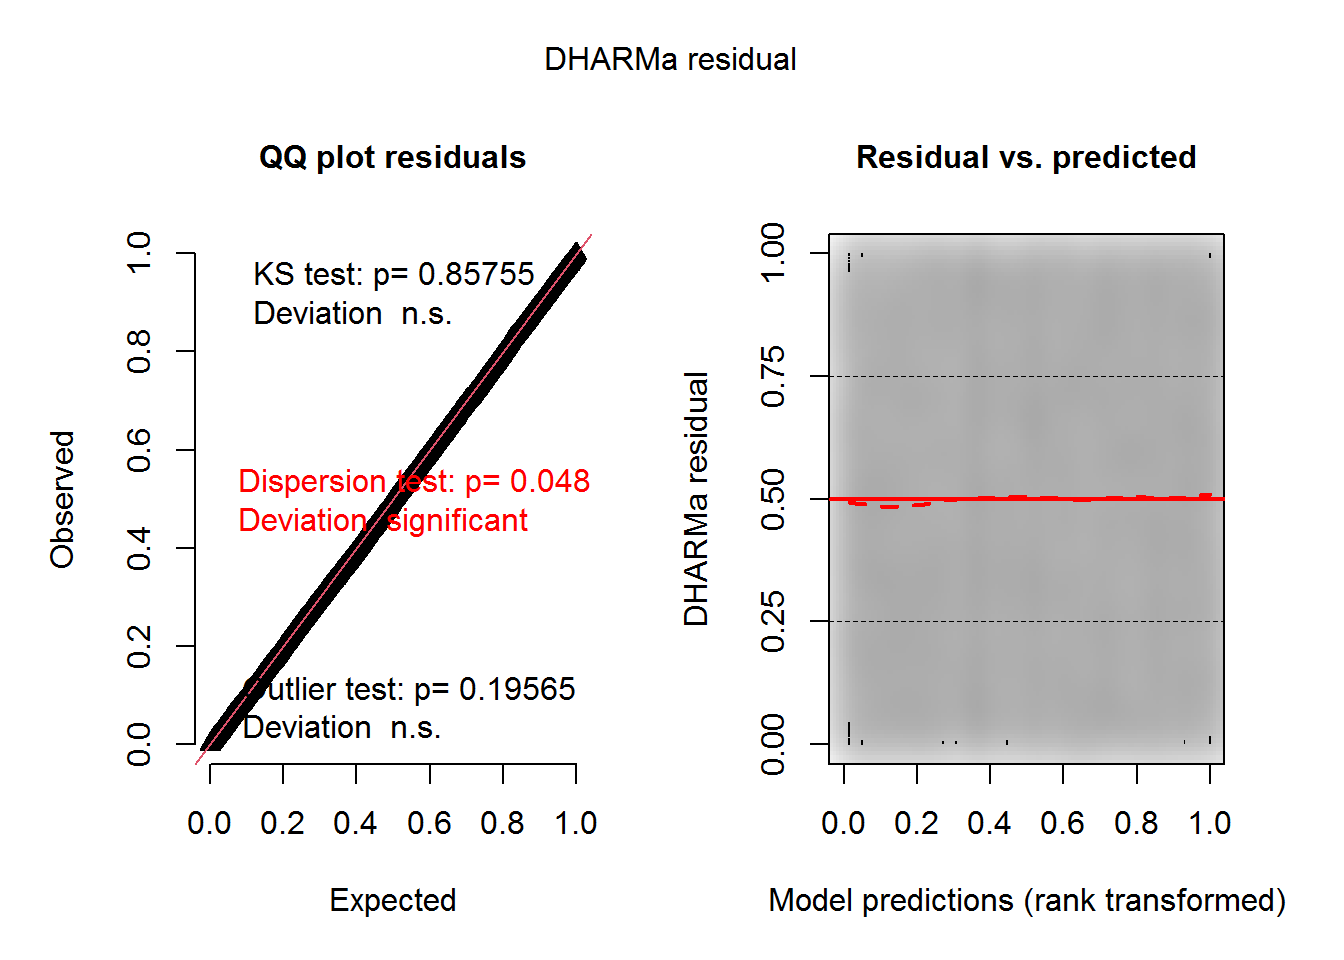 DHARMa residual
QQ plot residuals
KS test: p= 0.85755
Deviation  n.s.
Dispersion test: p= 0.048
Deviation  significant
Outlier test: p= 0.19565
Deviation  n.s.
Observed
0.0 0.2 0.4 0.6 0.8 1.0
0.0 0.2 0.4 0.6 0.8 1.0
Expected
Residual vs. predicted
DHARMa residual
0.00 0.25 0.50 0.75 1.00
0.0 0.2 0.4 0.6 0.8 1.0
Model predictions (rank transformed)